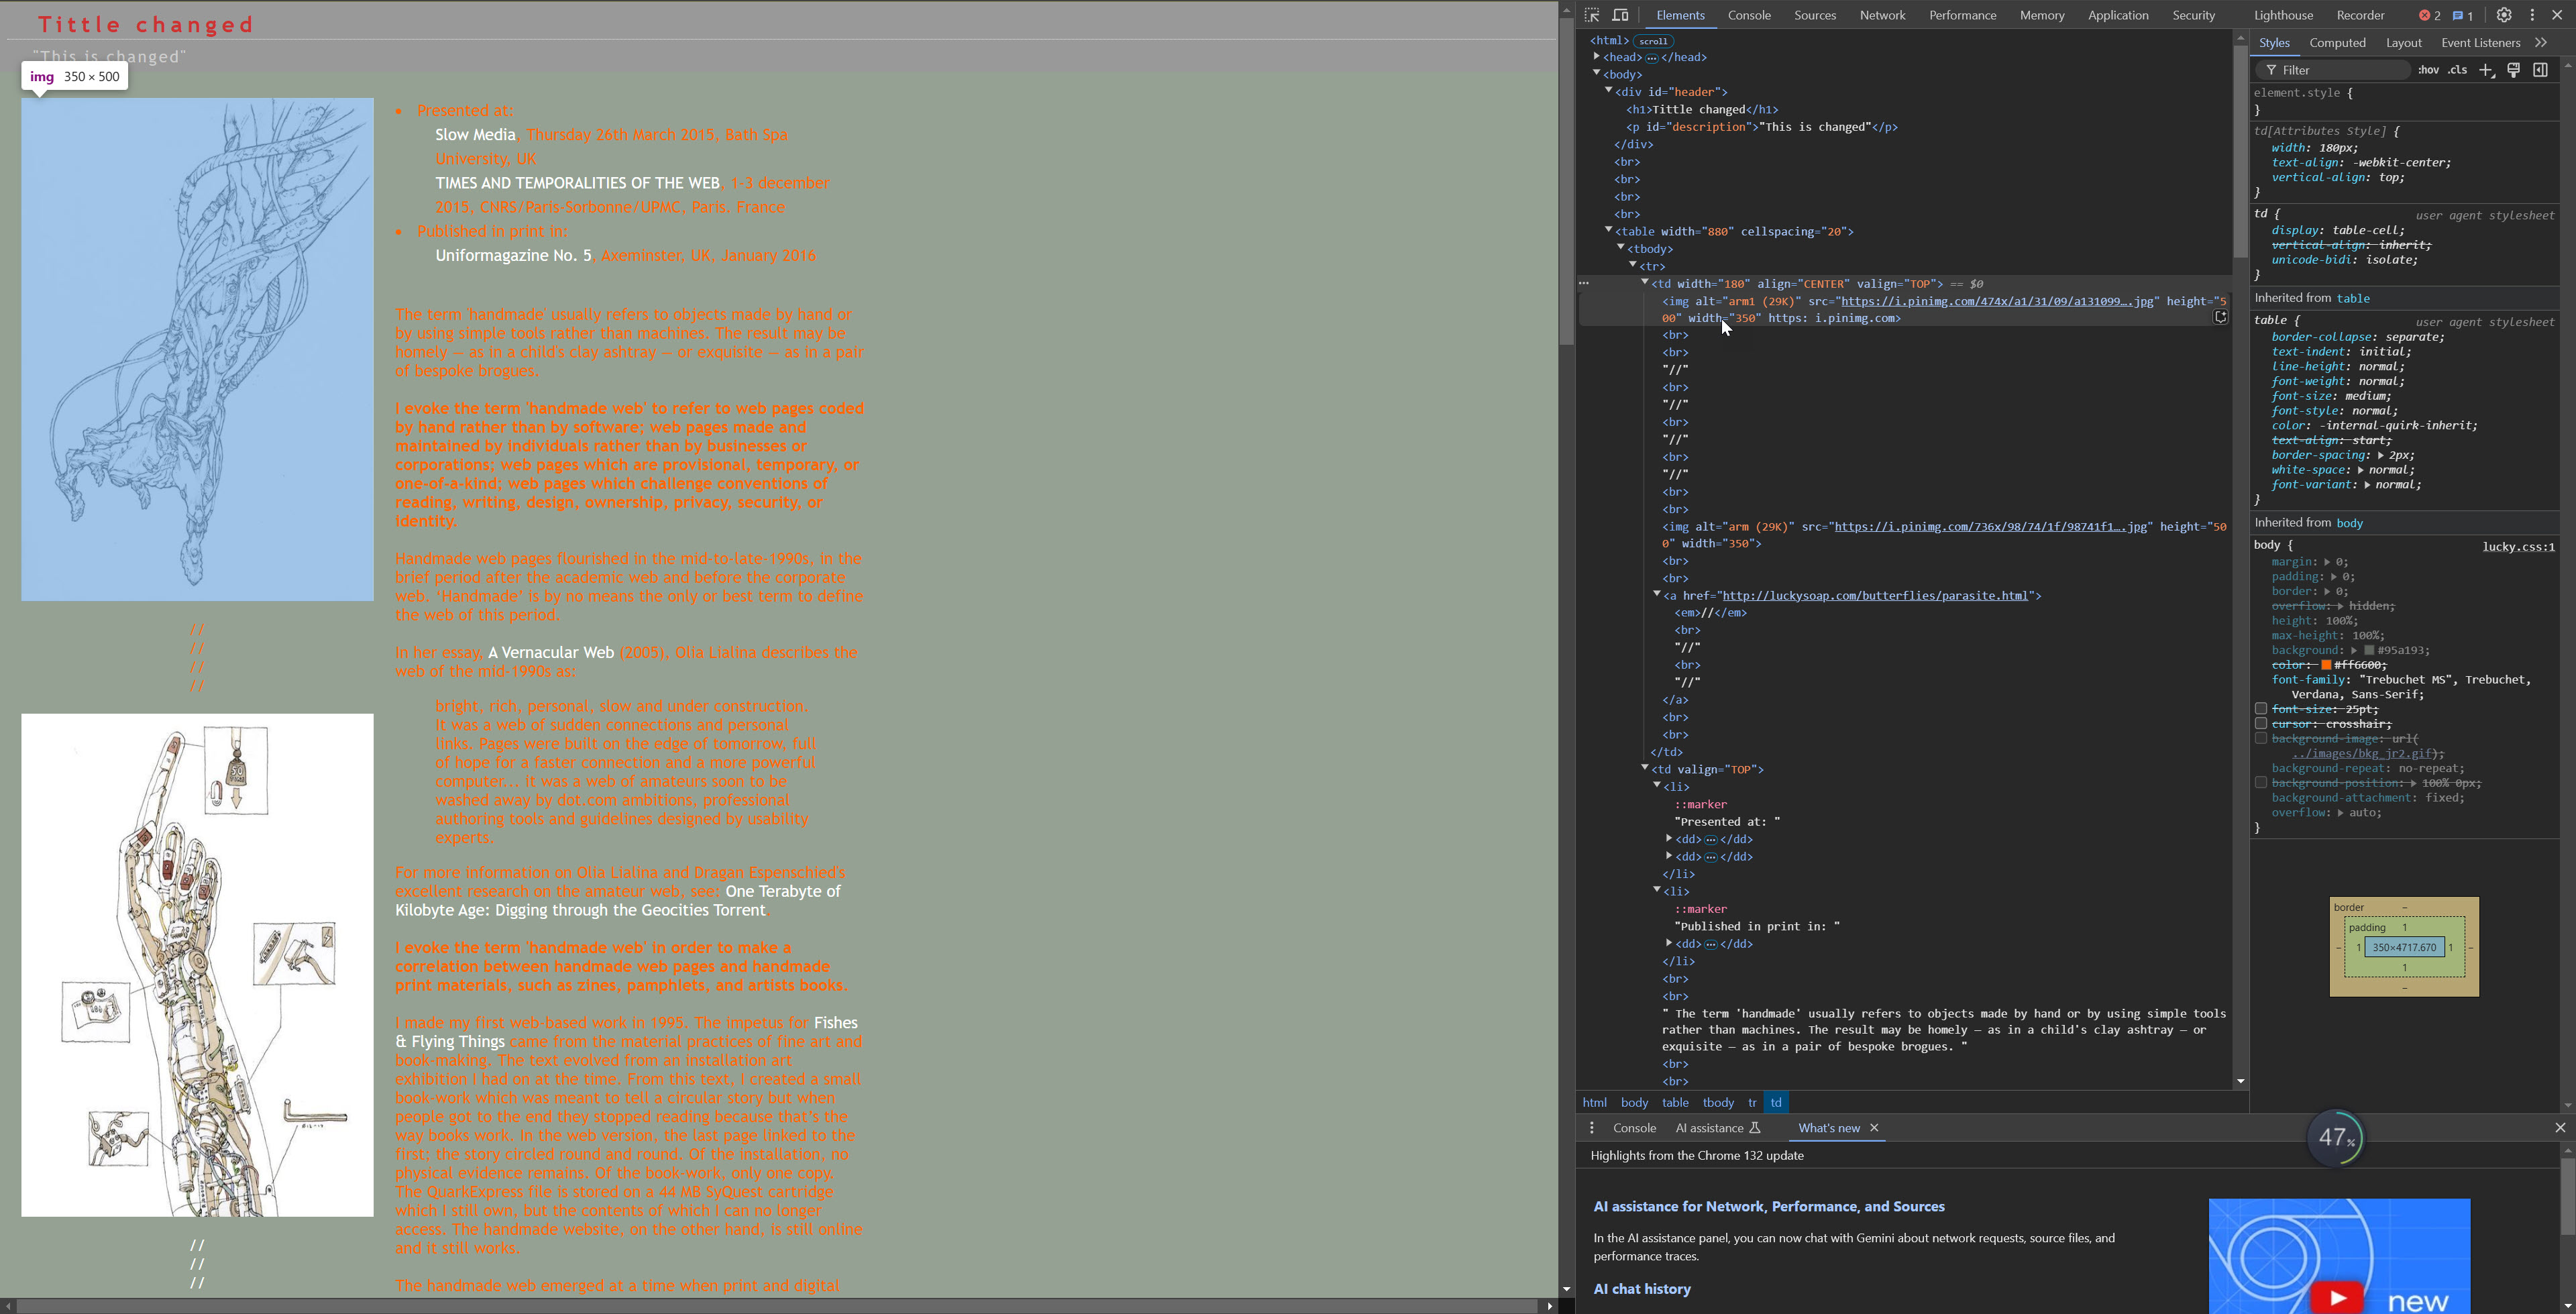 Tittle changed
"This is changed"
img 350 × 500
• Presented at:
Slow Media, Thursday 26th March 2015, Bath Spa
University, UK
TIMES AND TEMPORALITIES OF THE WEB, 1-3 december
2015, CNRS/Paris-Sorbonne/UPMC, Paris, France
• Published in print in:
Uniformagazine No. 5, Axeminster, UK, January 2016
The term 'handmade' usually refers to objects made by hand or
by using simple tools rather than machines. The result may be
homely — as in a child's clay ashtray — or exquisite — as in a pair
of bespoke brogues.
I evoke the term 'handmade web' to refer to web pages coded
by hand rather than by software; web pages made and
maintained by individuals rather than by businesses or
corporations; web pages which are provisional, temporary, or
one-of-a-kind; web pages which challenge conventions of
reading, writing, design, ownership, privacy, security, or
identity.
Handmade web pages flourished in the mid-to-late-1990s, in the
brief period after the academic web and before the corporate
web. 'Handmade' is by no means the only or best term to define
the web of this period.
In her essay, A Vernacular Web (2005), Olia Lialina describes the
web of the mid-1990s as:
bright, rich, personal, slow and under construction.
It was a web of sudden connections and personal
links. Pages were built on the edge of tomorrow, full
of hope for a faster connection and a more powerful
computer... it was a web of amateurs soon to be
washed away by dot.com ambitions, professional
authoring tools and guidelines designed by usability
experts.
For more information on Olia Lialina and Dragan Espenschied's
excellent research on the amateur web, see: One Terabyte of
Kilobyte Age: Digging through the Geocities Torrent.
I evoke the term 'handmade web' in order to make a
correlation between handmade web pages and handmade
print materials, such as zines, pamphlets, and artists books.
I made my first web-based work in 1995. The impetus for Fishes
& Flying Things came from the material practices of fine art and
book-making. The text evolved from an installation art
exhibition I had on at the time. From this text, I created a small
book-work which was meant to tell a circular story but when
people got to the end they stopped reading because that's the
way books work. In the web version, the last page linked to the
first; the story circled round and round. Of the installation, no
physical evidence remains. Of the book-work, only one copy.
The QuarkExpress file is stored on a 44 MB SyQuest cartridge
which I still own, but the contents of which I can no longer
access. The handmade website, on the other hand, is still online
and it still works.
The handmade web emerged at a time when print and digital
//
//
//
//
50
//
//
//
Elements Console Sources Network Performance Memory Application Security Lighthouse Recorder 2 1
<html> scroll
<head> … </head>
<body>
<div id="header">
<h1>Tittle changed</h1>
<p id="description">"This is changed"</p>
</div>
<br>
<br>
<br>
<br>
<table width="880" cellspacing="20">
<tbody>
<tr>
<td width="180" align="CENTER" valign="TOP"> == $0
<img alt="arm1 (29K)" src="https://i.pinimg.com/474x/a1/31/09/a131099….jpg" height="5
00" width="350" https: i.pinimg.com>
<br>
<br>
"//"
<br>
"//"
<br>
"//"
<br>
"//"
<br>
<br>
<img alt="arm (29K)" src="https://i.pinimg.com/736x/98/74/1f/98741f1….jpg" height="50
0" width="350">
<br>
<br>
<a href="http://luckysoap.com/butterflies/parasite.html">
<em>//</em>
<br>
"//"
<br>
"//"
</a>
<br>
<br>
</td>
<td valign="TOP">
<li>
::marker
"Presented at: "
<dd> … </dd>
<dd> … </dd>
</li>
<li>
::marker
"Published in print in: "
<dd> … </dd>
</li>
<br>
<br>
" The term 'handmade' usually refers to objects made by hand or by using simple tools
rather than machines. The result may be homely — as in a child's clay ashtray — or
exquisite — as in a pair of bespoke brogues. "
<br>
<br>
html body table tbody tr td
Styles Computed Layout Event Listeners
Filter :hov .cls
element.style {
}
td[Attributes Style] {
width: 180px;
text-align: -webkit-center;
vertical-align: top;
}
td { user agent stylesheet
display: table-cell;
vertical-align: inherit;
unicode-bidi: isolate;
}
Inherited from table
table { user agent stylesheet
border-collapse: separate;
text-indent: initial;
line-height: normal;
font-weight: normal;
font-size: medium;
font-style: normal;
color: -internal-quirk-inherit;
text-align: start;
border-spacing: 2px;
white-space: normal;
font-variant: normal;
}
Inherited from body
body { lucky.css:1
margin: 0;
padding: 0;
border: 0;
overflow: hidden;
height: 100%;
max-height: 100%;
background: #95a193;
color: #ff6600;
font-family: "Trebuchet MS", Trebuchet,
Verdana, Sans-Serif;
font-size: 25pt;
cursor: crosshair;
background-image: url(
../images/bkg_jr2.gif);
background-repeat: no-repeat;
background-position: 100% 0px;
background-attachment: fixed;
overflow: auto;
}
border –
padding 1
– 1 350×4717.670 1 –
1
–
Console AI assistance What's new
47%
Highlights from the Chrome 132 update
AI assistance for Network, Performance, and Sources
In the AI assistance panel, you can now chat with Gemini about network requests, source files, and
performance traces.
AI chat history
new